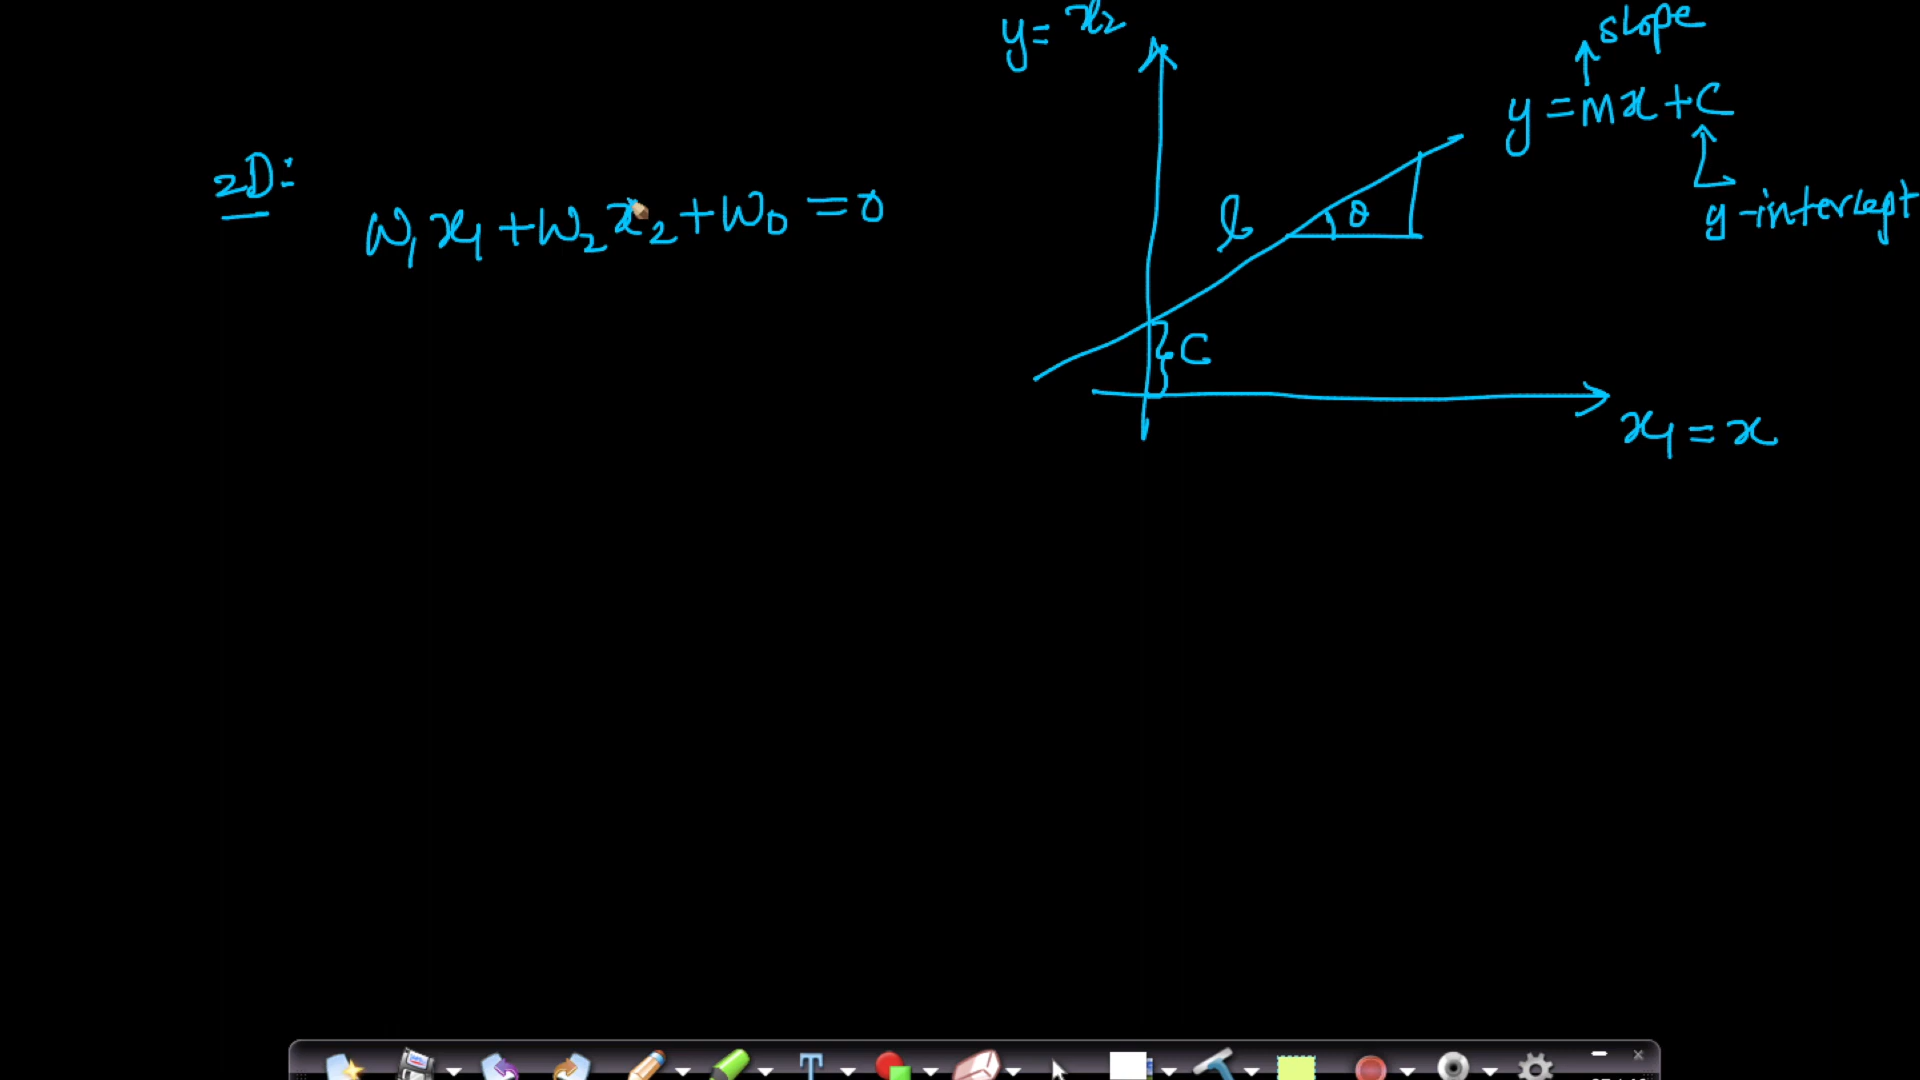 2D:
w₁x₁ + w₂x₂ + w₀ = 0
y = x₂
slope
y = mx + c
y-intercept
l
θ
c
x₁ = x
T